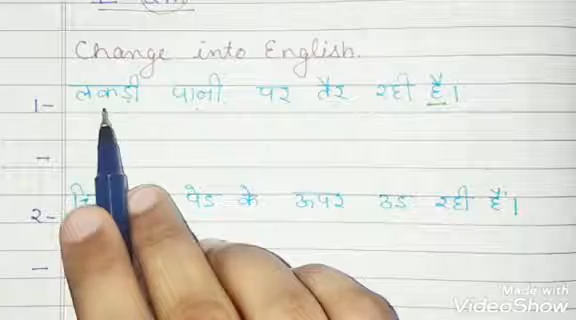 Change into English.
1- लकड़ी पानी पर तैर रही है।
-
2- पेड के ऊपर उड रही हैं।
-
Made with
VideoShow